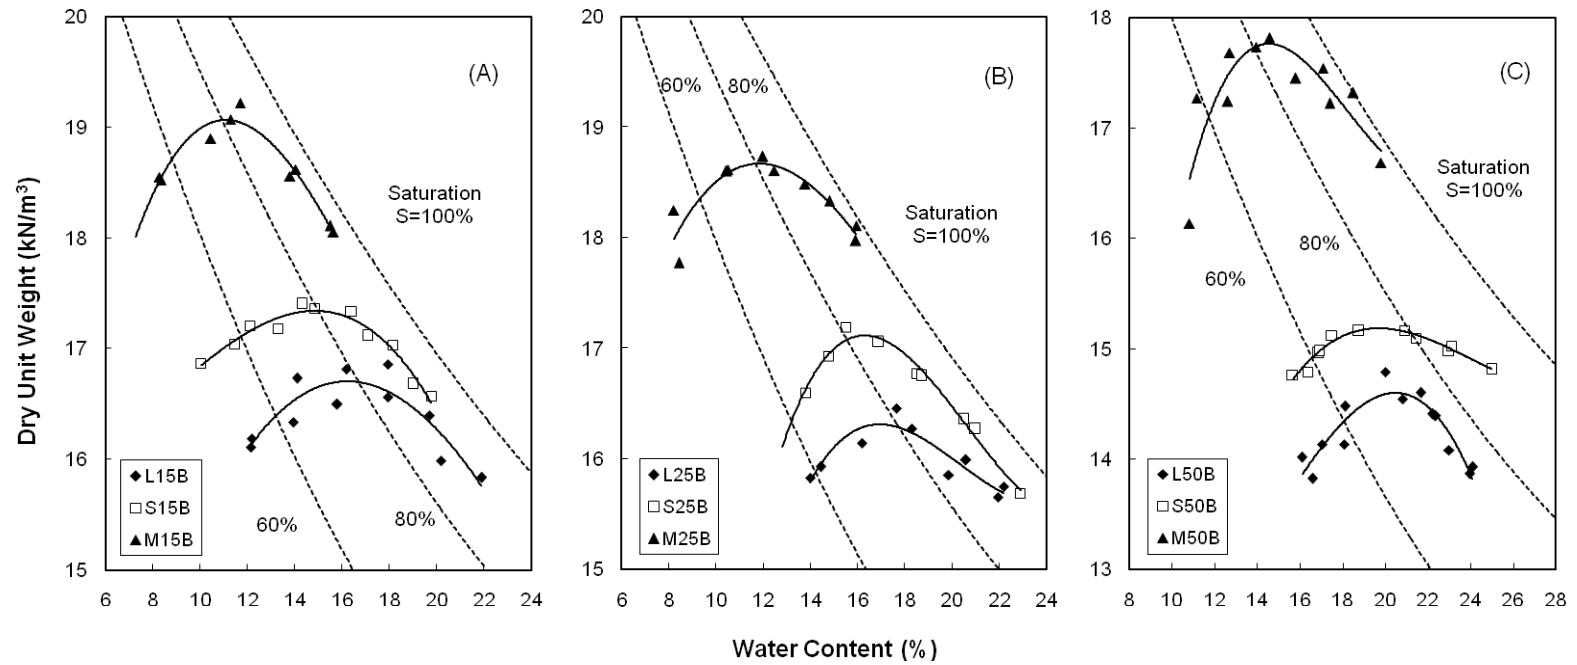 20
19
18
17
16
15
6 8 10 12 14 16 18 20 22 24
(A)
Saturation
S=100%
60%
80%
L15B
S15B
M15B
20
19
18
17
16
15
6 8 10 12 14 16 18 20 22 24
(B)
60%
80%
Saturation
S=100%
L25B
S25B
M25B
18
17
16
15
14
13
8 10 12 14 16 18 20 22 24 26 28
(C)
Saturation
S=100%
80%
60%
L50B
S50B
M50B
Dry Unit Weight (kN/m³)
Water Content (%)